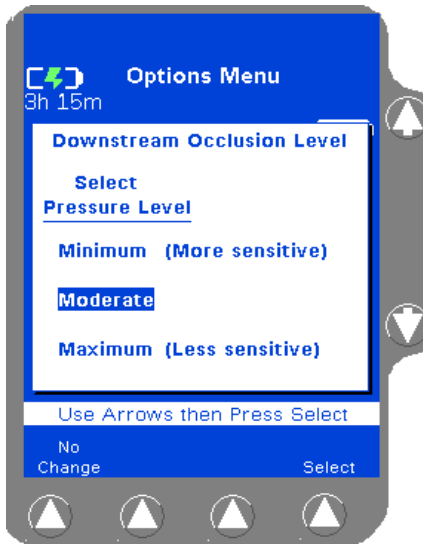 Options Menu
3h 15m
Downstream Occlusion Level
Select
Pressure Level
Minimum (More sensitive)
Moderate
Maximum (Less sensitive)
Use Arrows then Press Select
No
Change
Select